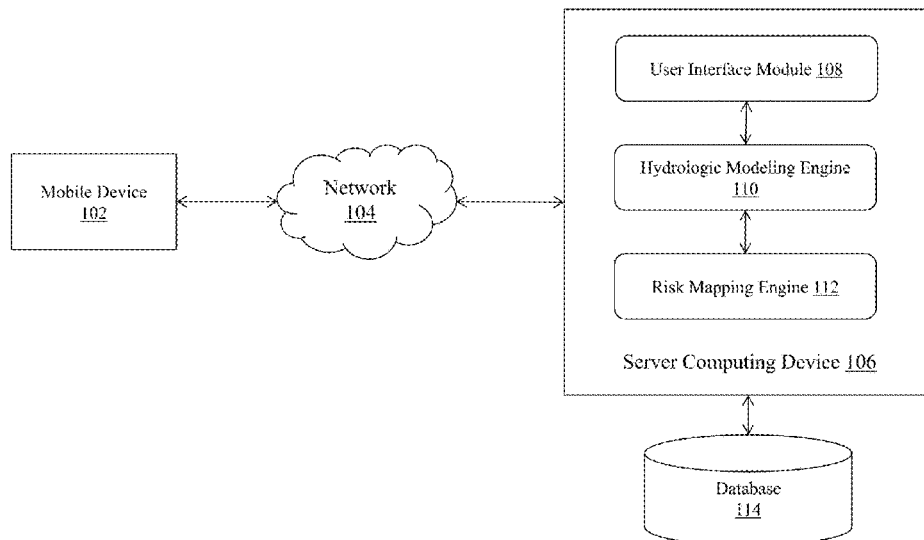 User Interface Module 108
Hydrologic Modeling Engine
110
Risk Mapping Engine 112
Server Computing Device 106
Mobile Device
102
Network
104
Database
114